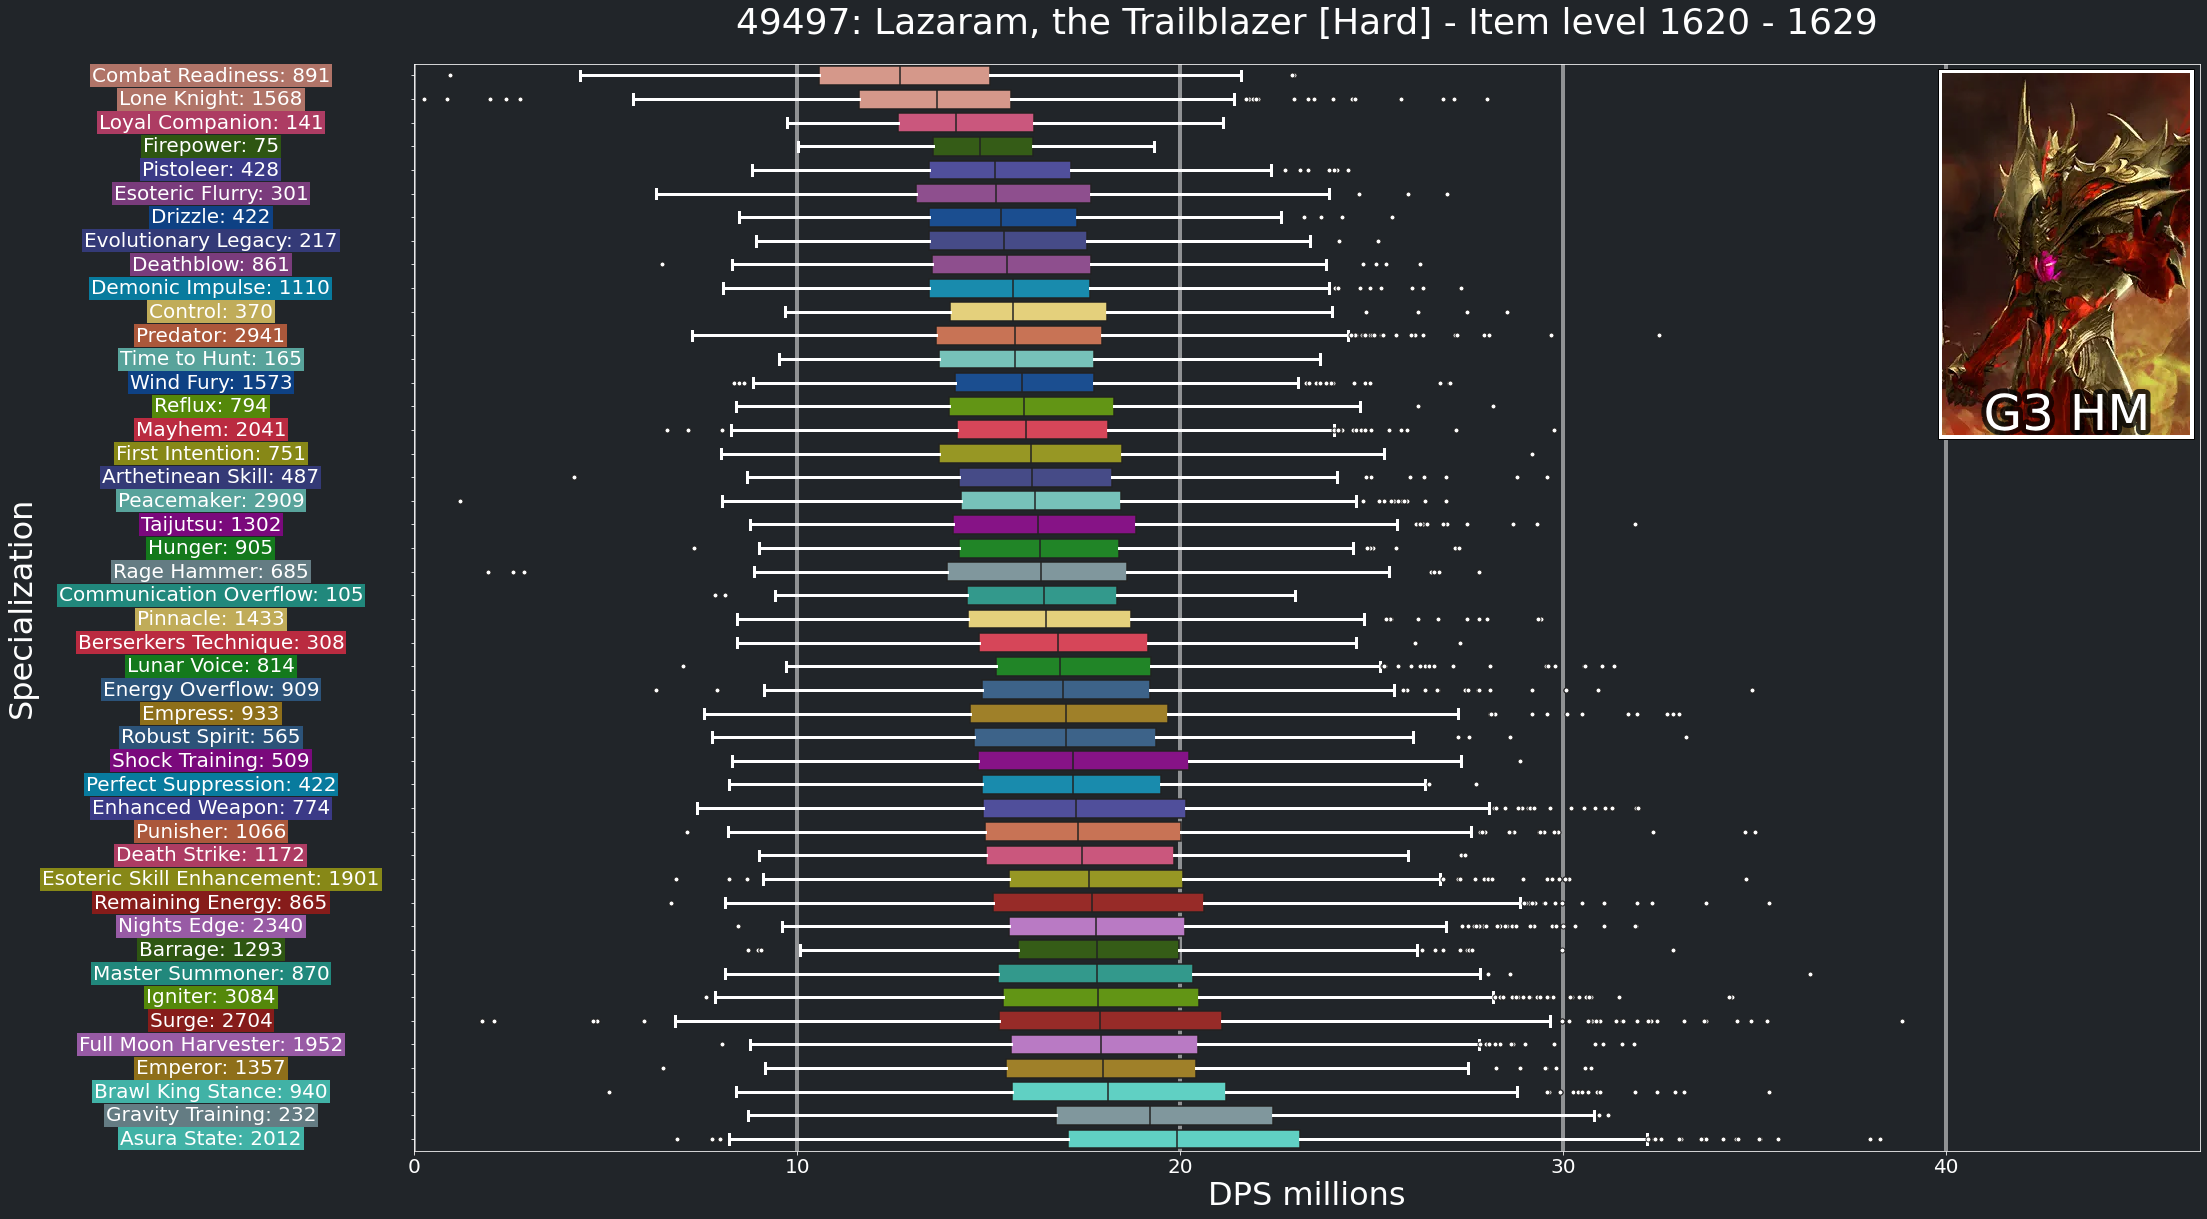 49497: Lazaram, the Trailblazer [Hard] - Item level 1620 - 1629
Combat Readiness: 891
Lone Knight: 1568
Loyal Companion: 141
Firepower: 75
Pistoleer: 428
Esoteric Flurry: 301
Drizzle: 422
Evolutionary Legacy: 217
Deathblow: 861
Demonic Impulse: 1110
Control: 370
Predator: 2941
Time to Hunt: 165
Wind Fury: 1573
Reflux: 794
Mayhem: 2041
First Intention: 751
Arthetinean Skill: 487
Peacemaker: 2909
Taijutsu: 1302
Hunger: 905
Rage Hammer: 685
Communication Overflow: 105
Pinnacle: 1433
Berserkers Technique: 308
Lunar Voice: 814
Energy Overflow: 909
Empress: 933
Robust Spirit: 565
Shock Training: 509
Perfect Suppression: 422
Enhanced Weapon: 774
Punisher: 1066
Death Strike: 1172
Esoteric Skill Enhancement: 1901
Remaining Energy: 865
Nights Edge: 2340
Barrage: 1293
Master Summoner: 870
Igniter: 3084
Surge: 2704
Full Moon Harvester: 1952
Emperor: 1357
Brawl King Stance: 940
Gravity Training: 232
Asura State: 2012
Specialization
G3 HM
0 10 20 30 40
DPS millions